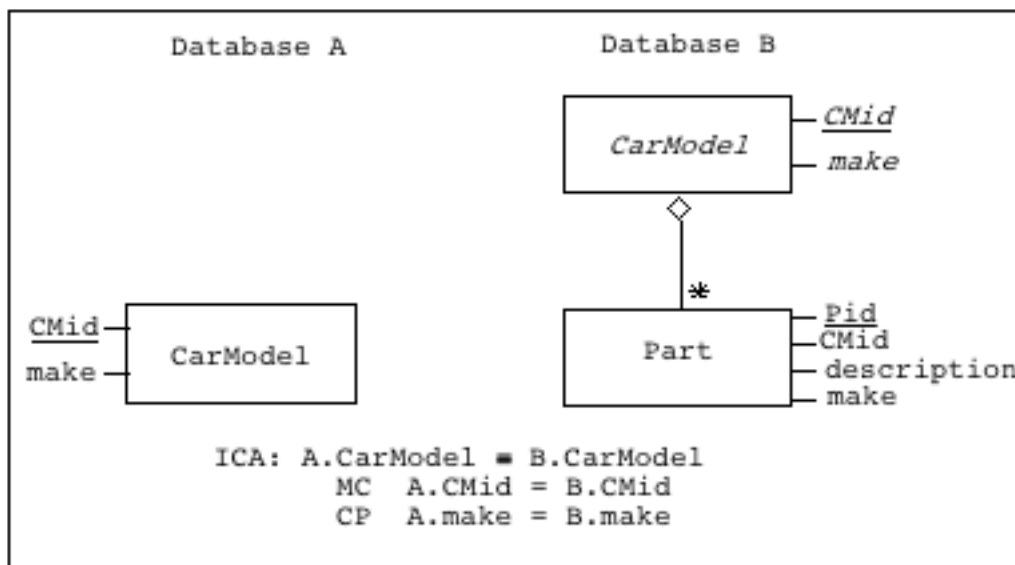 Database A
Database B
CMid
CarModel
make
CMid
CarModel
make
*
Pid
CMid
Part
description
make
ICA: A.CarModel = B.CarModel
MC A.CMid = B.CMid
CP A.make = B.make